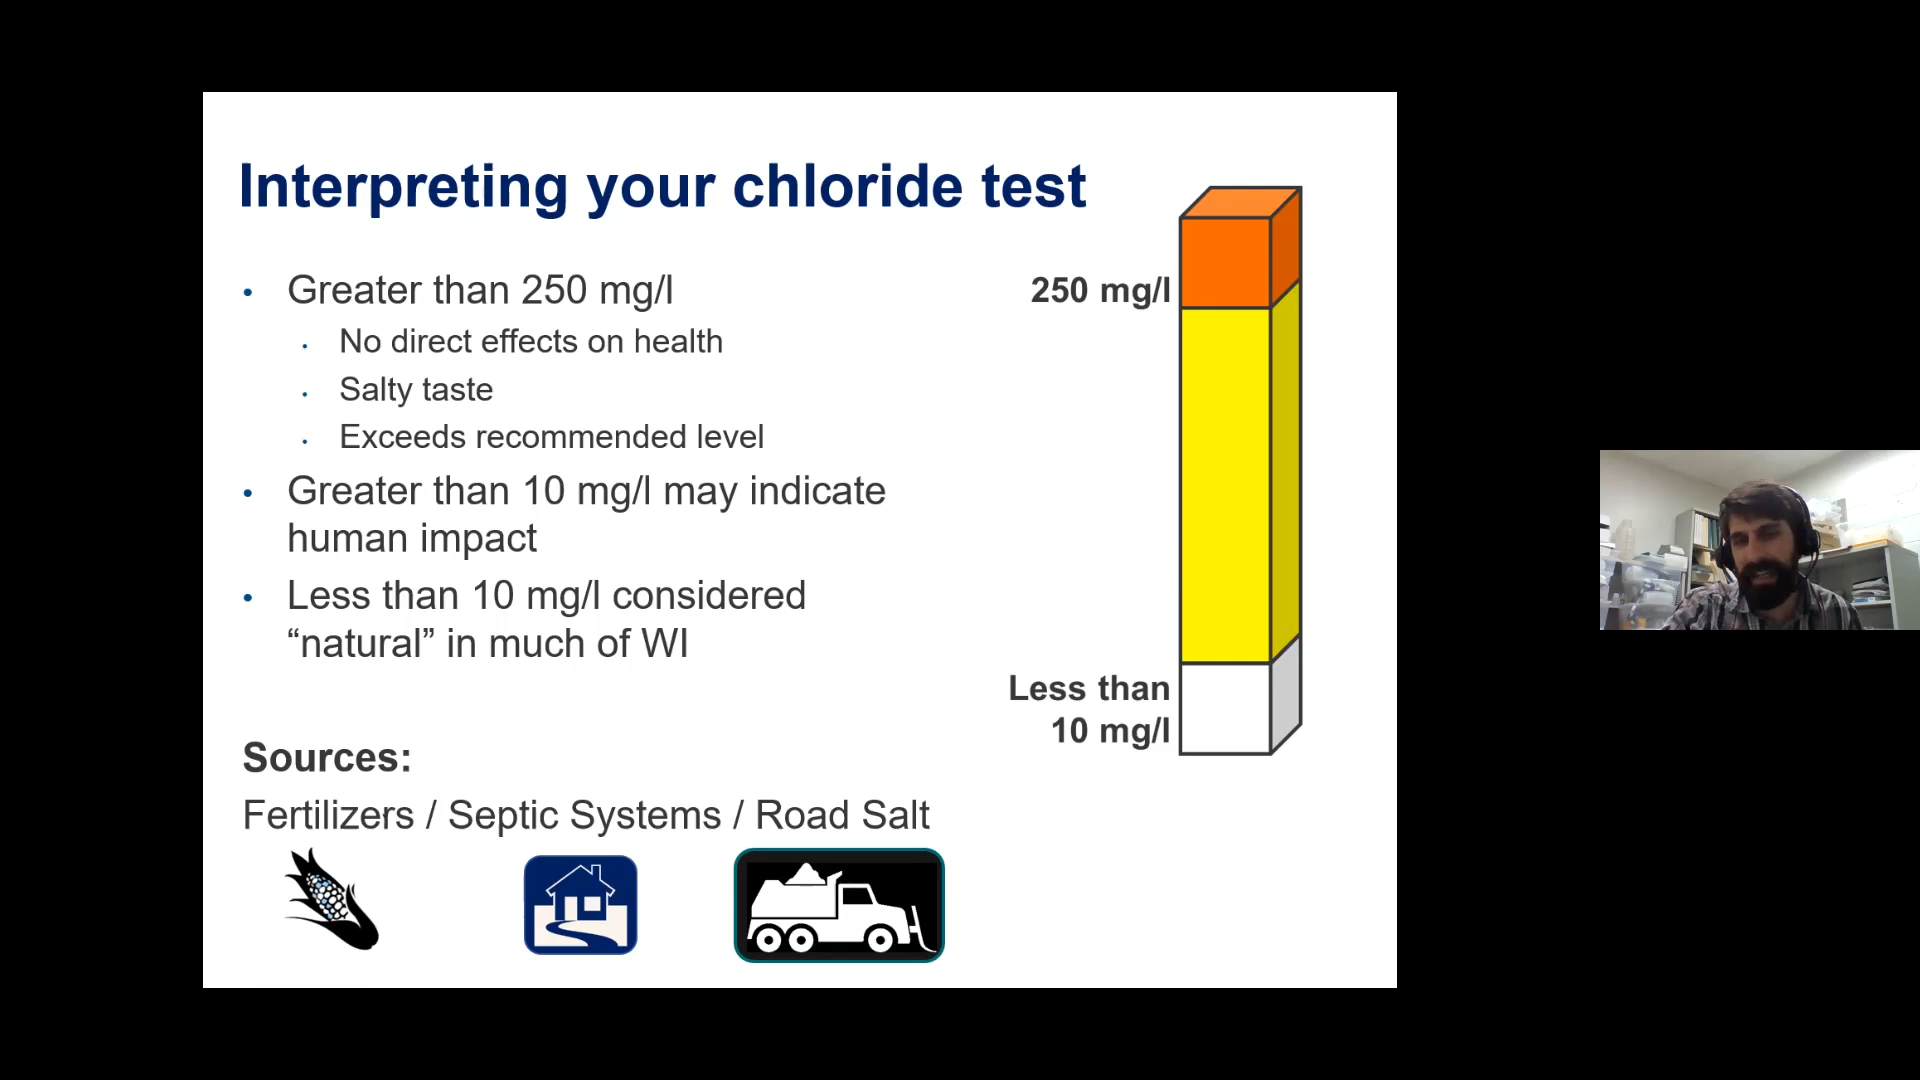 Interpreting your chloride test
• Greater than 250 mg/l
• No direct effects on health
• Salty taste
• Exceeds recommended level
• Greater than 10 mg/l may indicate
human impact
• Less than 10 mg/l considered
“natural” in much of WI
Sources:
Fertilizers / Septic Systems / Road Salt
250 mg/l
Less than
10 mg/l